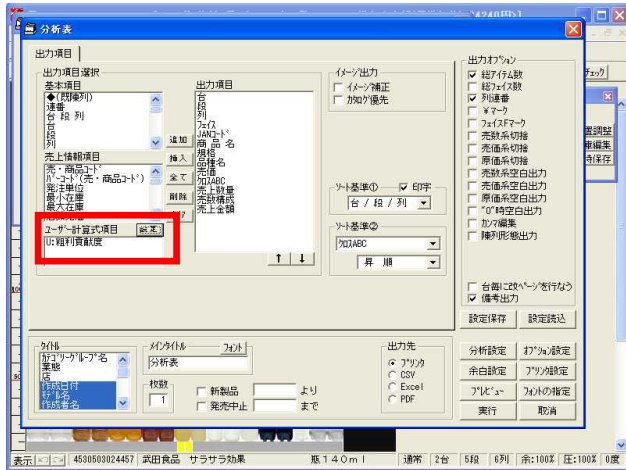 分析表
出力項目
出力項目選択
基本項目
◆(既陳列)
連番
台 段 列
台
段
列
売上情報項目
売・商品ｺｰﾄﾞ
ﾊﾞｰｺｰﾄﾞ(売・商品ｺｰﾄﾞ)
発注単位
最小在庫
最大在庫
ユーザー計算式項目
U:粗利貢献度
追加
挿入
全て
削除
出力項目
台
段
列
ﾌｪｲｽ
JANｺｰﾄﾞ
商 品 名
規格
品種名
売価
ｸﾛｽABC
売上数量
売数構成
売上金額
↑
↓
イメージ出力
イメージ補正
ｶﾀﾛｸﾞ優先
ｿｰﾄ基準①
印字
台 / 段 / 列
ｿｰﾄ基準②
ｸﾛｽABC
昇 順
出力ｵﾌﾟｼｮﾝ
総ｱｲﾃﾑ数
総ﾌｪｲｽ数
列連番
￥マーク
ﾌｪｲｽFマーク
売数系切捨
売価系切捨
原価系切捨
売数系空白出力
売価系空白出力
原価系空白出力
"0"時空白出力
ｶﾝﾏ編集
陳列形態出力
台毎に改ﾍﾟｰｼﾞを行なう
備考出力
設定保存
設定読込
分析設定
ｵﾌﾟｼｮﾝ設定
余白設定
ﾌﾟﾘﾝﾀ設定
ﾌﾟﾚﾋﾞｭｰ
ﾌｫﾝﾄの指定
実行
取消
ﾀｲﾄﾙ
ｶﾃｺﾞﾘｰｸﾞﾙｰﾌﾟ名
業態
店
作成日付
ﾓﾃﾞﾙ名
作成者名
ﾒｲﾝﾀｲﾄﾙ
ﾌｫﾝﾄ
分析表
枚数
1
新製品
より
発売中止
まで
出力先
ﾌﾟﾘﾝﾀ
CSV
Excel
PDF
表示
4530503024457
武田食品 サラサラ効果
瓶１４０ｍｌ
通常
2台
5段
6列
余:100%
圧:100%
0度